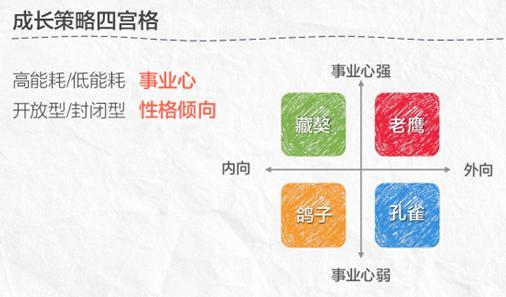 成长策略四宫格
高能耗/低能耗 事业心
开放型/封闭型 性格倾向
事业心强
藏獒 老鹰
内向 外向
鸽子 孔雀
事业心弱